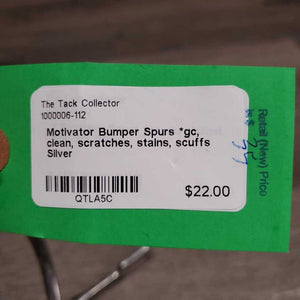 The Tack Collector
1000006-112
Motivator Bumper Spurs *gc,
clean, scratches, stains, scuffs
Silver
QTLA5C
$22.00
Retail (New) Price